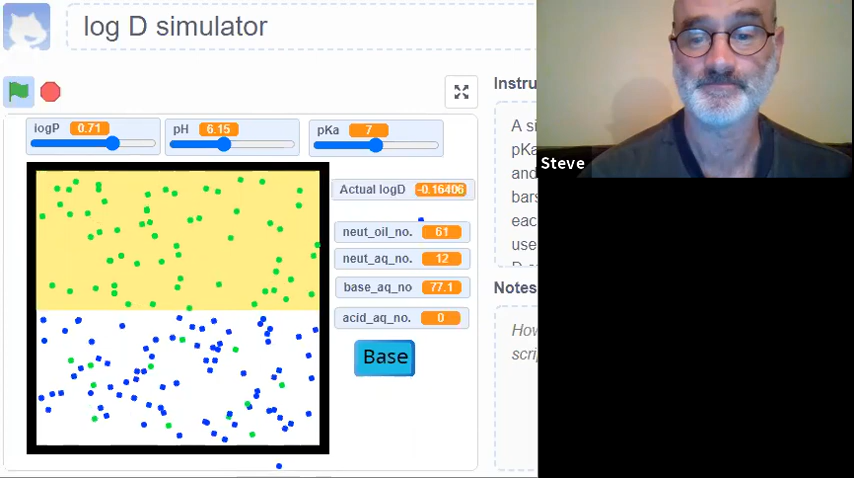 log D simulator
Instru
logP 0.71
pH 6.15
pKa 7
A si
pKa
and
bars
each
use
Actual logD -0.16406
neut_oil_no. 61
neut_aq_no. 12
base_aq_no 77.1
acid_aq_no. 0
Base
Notes
How
scrip
Steve